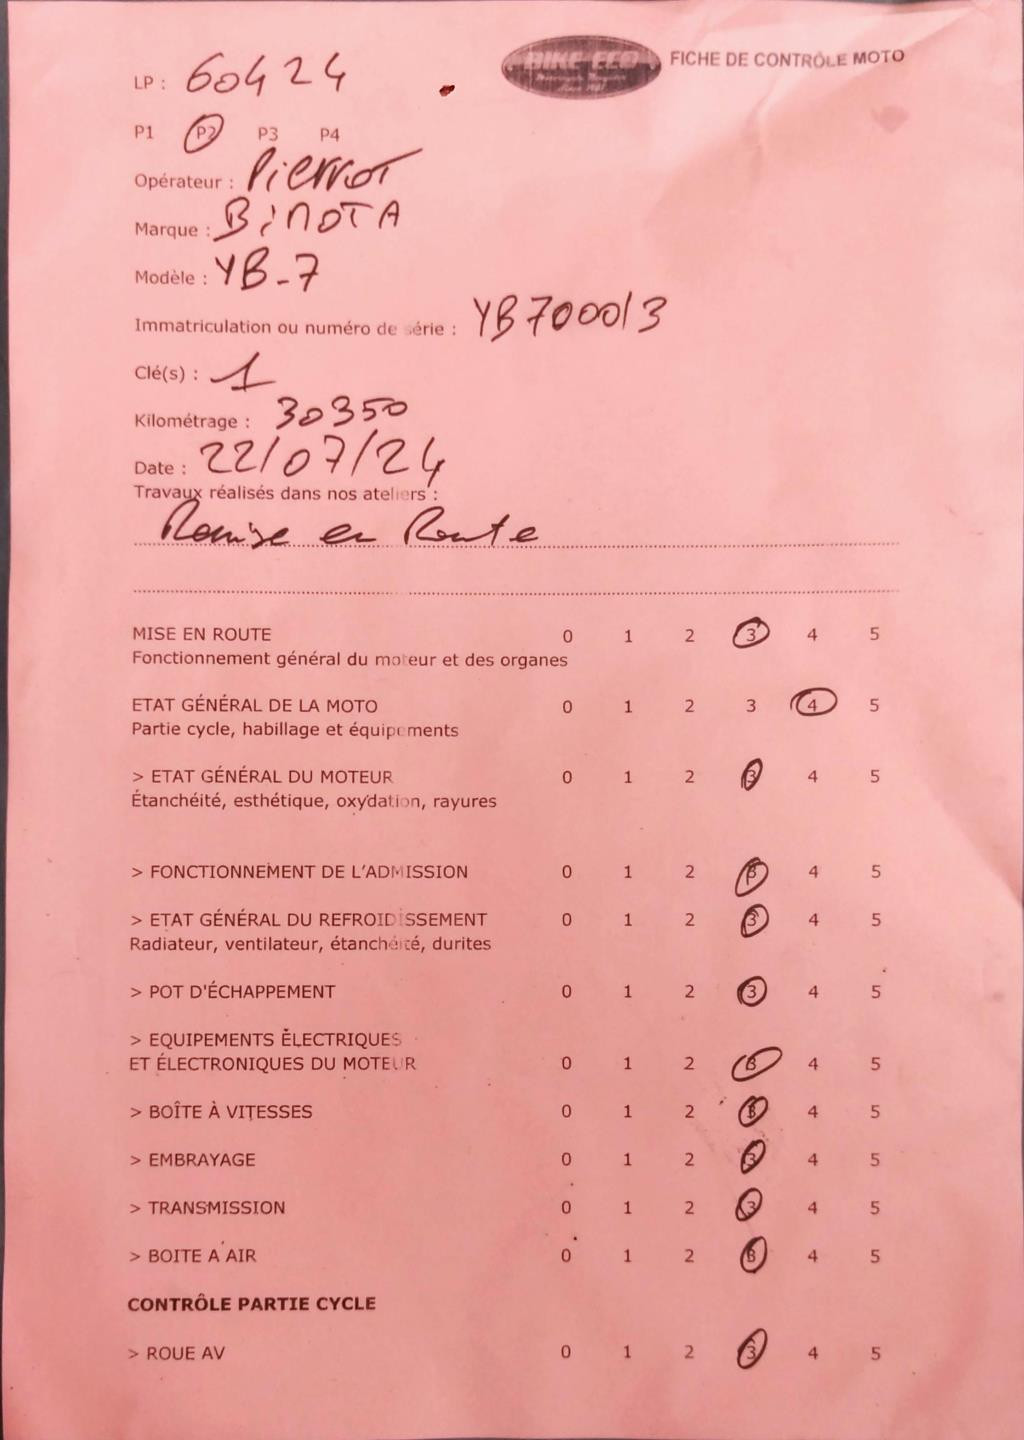 BIKE-ECO
FICHE DE CONTRÔLE MOTO
LP : 60424
P1 P2 P3 P4
Opérateur : Pierrot
Marque : BiMOTA
Modèle : YB-7
Immatriculation ou numéro de série : YB700013
Clé(s) : 1
Kilométrage : 30350
Date : 22/07/24
Travaux réalisés dans nos ateliers :
Remise en Route
MISE EN ROUTE 0 1 2 3 4 5
Fonctionnement général du moteur et des organes
ETAT GÉNÉRAL DE LA MOTO 0 1 2 3 4 5
Partie cycle, habillage et équipements
> ETAT GÉNÉRAL DU MOTEUR 0 1 2 3 4 5
Étanchéité, esthétique, oxydation, rayures
> FONCTIONNEMENT DE L'ADMISSION 0 1 2 3 4 5
> ETAT GÉNÉRAL DU REFROIDISSEMENT 0 1 2 3 4 5
Radiateur, ventilateur, étanchéité, durites
> POT D'ÉCHAPPEMENT 0 1 2 3 4 5
> EQUIPEMENTS ÉLECTRIQUES
ET ÉLECTRONIQUES DU MOTEUR 0 1 2 3 4 5
> BOÎTE À VITESSES 0 1 2 3 4 5
> EMBRAYAGE 0 1 2 3 4 5
> TRANSMISSION 0 1 2 3 4 5
> BOITE A AIR 0 1 2 3 4 5
CONTRÔLE PARTIE CYCLE
> ROUE AV 0 1 2 3 4 5